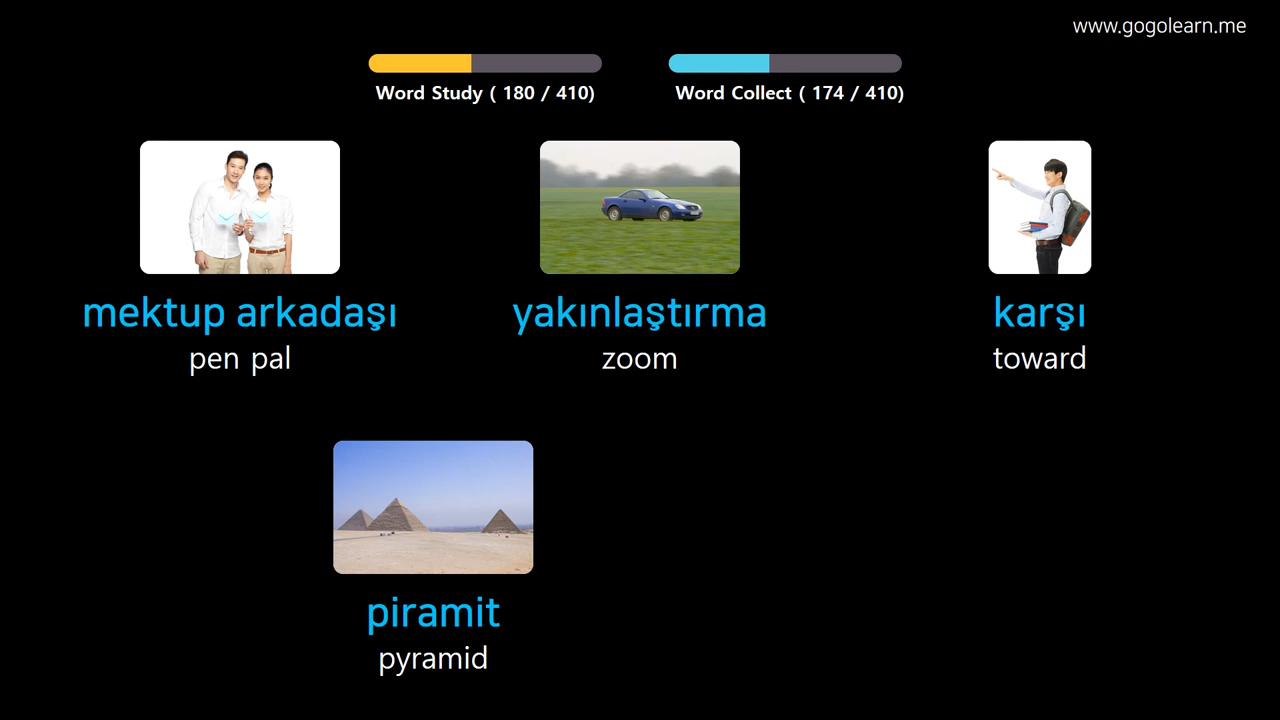 www.gogolearn.me
Word Study ( 180 / 410)
Word Collect ( 174 / 410)
mektup arkadaşı
pen pal
yakınlaştırma
zoom
karşı
toward
piramit
pyramid